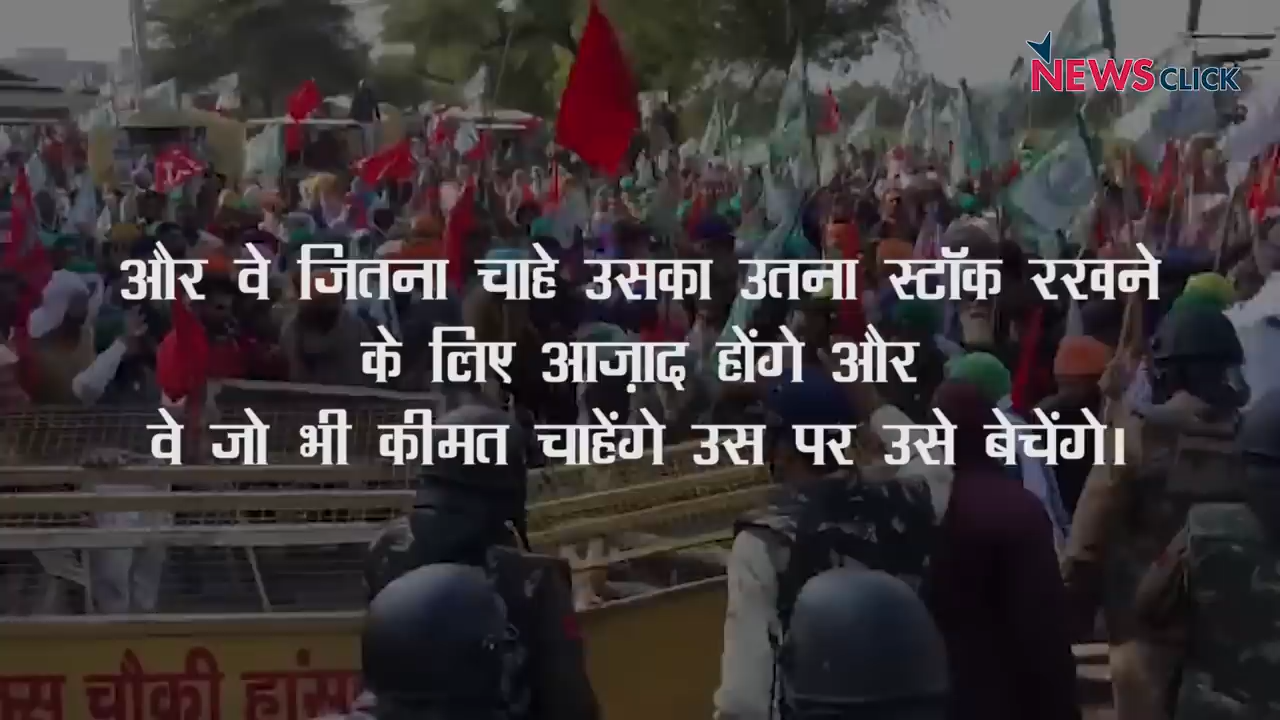 NEWSCLICK
और वे जितना चाहे उसका उतना स्टॉक रखने
के लिए आज़ाद होंगे और
वे जो भी कीमत चाहेंगे उस पर उसे बेचेंगे।
चौकी